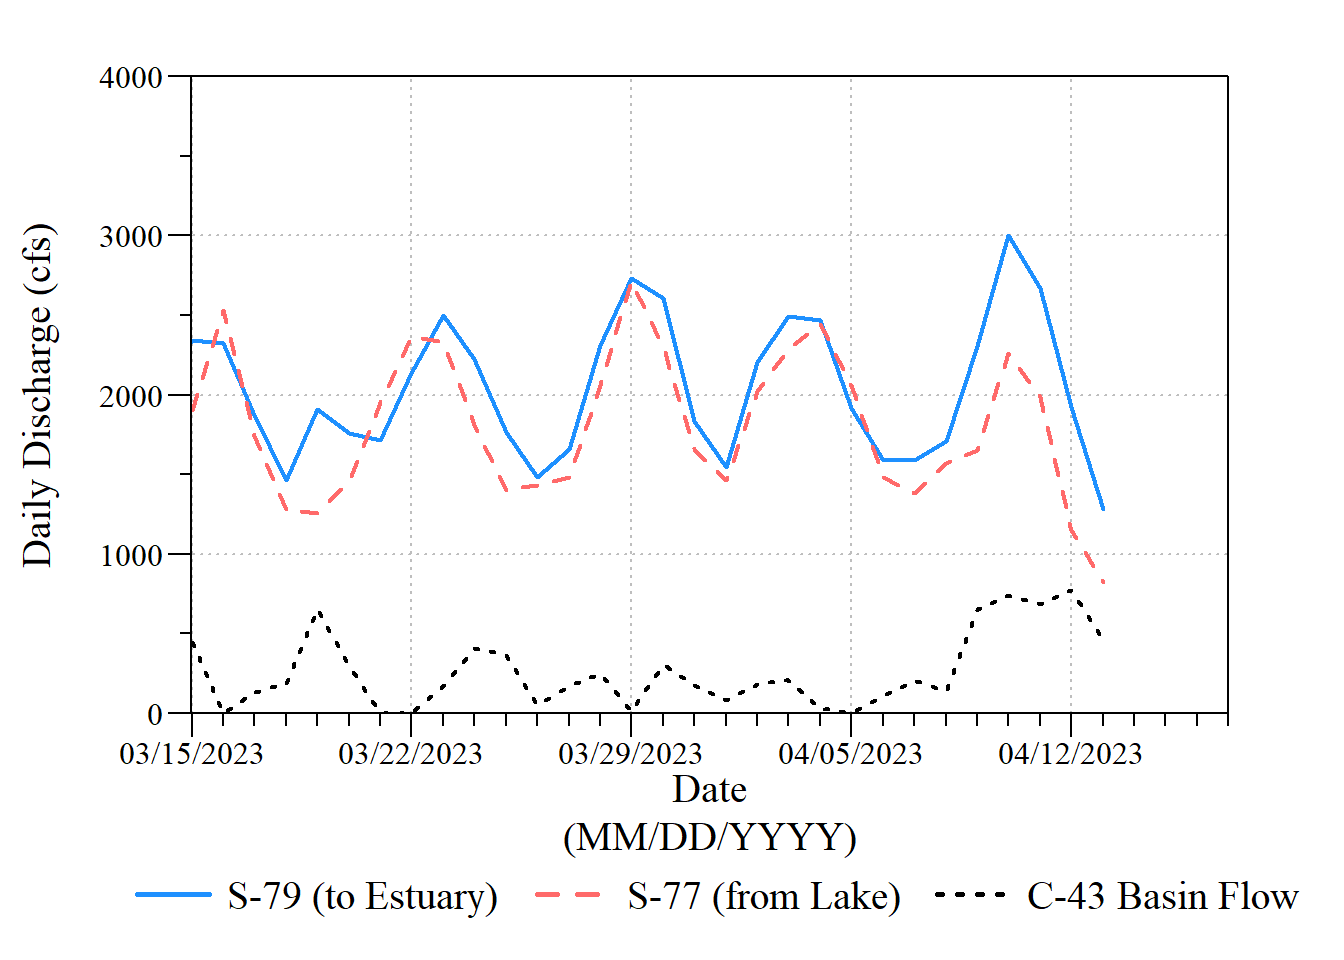 4000
3000
2000
1000
0
Daily Discharge (cfs)
03/15/2023 03/22/2023 03/29/2023 04/05/2023 04/12/2023
Date
(MM/DD/YYYY)
S-79 (to Estuary) S-77 (from Lake) C-43 Basin Flow